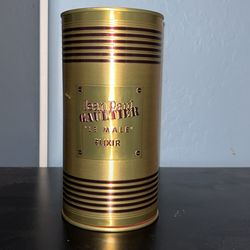 Jean Paul
GAULTIER
"LE MALE"
ELIXIR